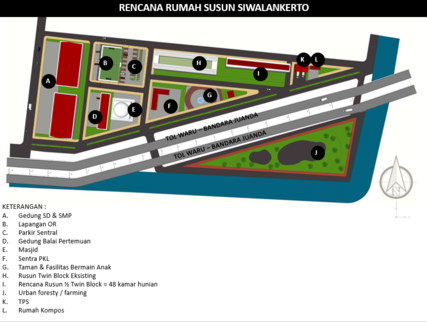 RENCANA RUMAH SUSUN SIWALANKERTO
A
B
C
D
E
F
G
H
I
K
L
TOL WARU – BANDARA JUANDA
TOL WARU – BANDARA JUANDA
J
KETERANGAN :
A. Gedung SD & SMP
B. Lapangan OR
C. Parkir Sentral
D. Gedung Balai Pertemuan
E. Masjid
F. Sentra PKL
G. Taman & Fasilitas Bermain Anak
H. Rusun Twin Block Eksisting
I. Rencana Rusun ½ Twin Block = 48 kamar hunian
J. Urban foresty / farming
K. TPS
L. Rumah Kompos